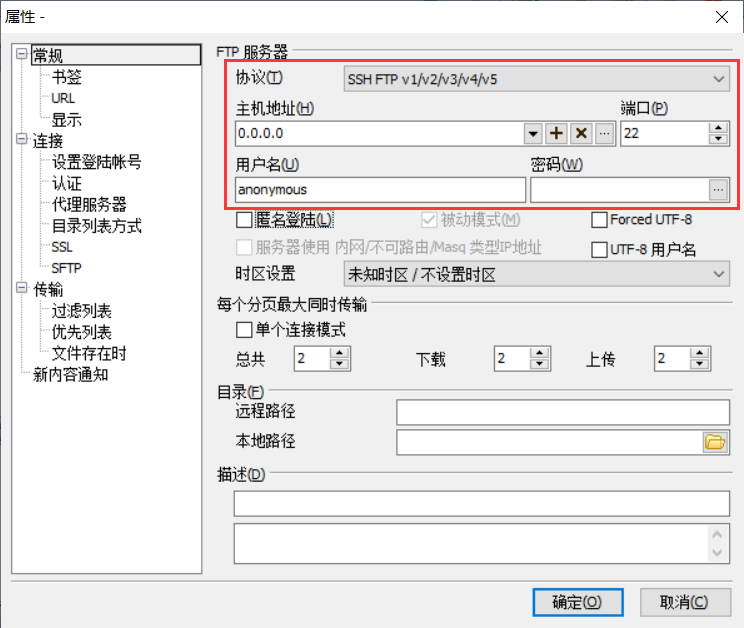 属性 -
常规
书签
URL
显示
连接
设置登陆帐号
认证
代理服务器
目录列表方式
SSL
SFTP
传输
过滤列表
优先列表
文件存在时
新内容通知
FTP 服务器
协议(T) SSH FTP v1/v2/v3/v4/v5
主机地址(H) 端口(P)
0.0.0.0 22
用户名(U) 密码(W)
anonymous
匿名登陆(L) 被动模式(M) Forced UTF-8
服务器使用 内网/不可路由/Masq 类型IP地址 UTF-8 用户名
时区设置 未知时区 / 不设置时区
每个分页最大同时传输
单个连接模式
总共 2 下载 2 上传 2
目录(F)
远程路径
本地路径
描述(D)
确定(O) 取消(C)